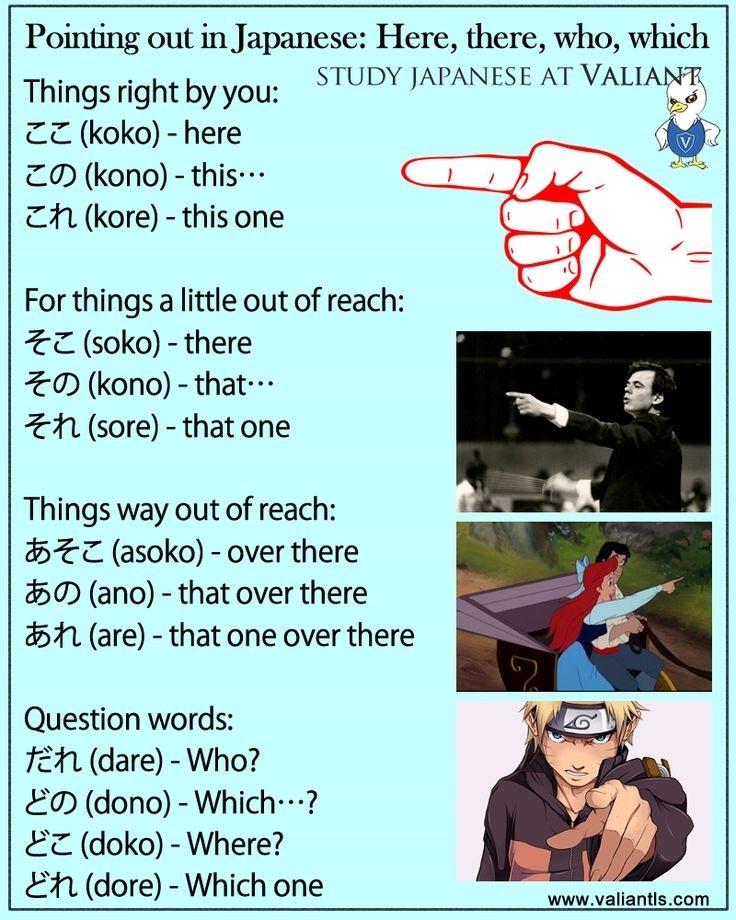 Pointing out in Japanese: Here, there, who, which
STUDY JAPANESE AT VALIANT
V
Things right by you:
ここ (koko) - here
この (kono) - this…
これ (kore) - this one
For things a little out of reach:
そこ (soko) - there
その (kono) - that…
それ (sore) - that one
Things way out of reach:
あそこ (asoko) - over there
あの (ano) - that over there
あれ (are) - that one over there
Question words:
だれ (dare) - Who?
どの (dono) - Which…?
どこ (doko) - Where?
どれ (dore) - Which one
www.valiantls.com